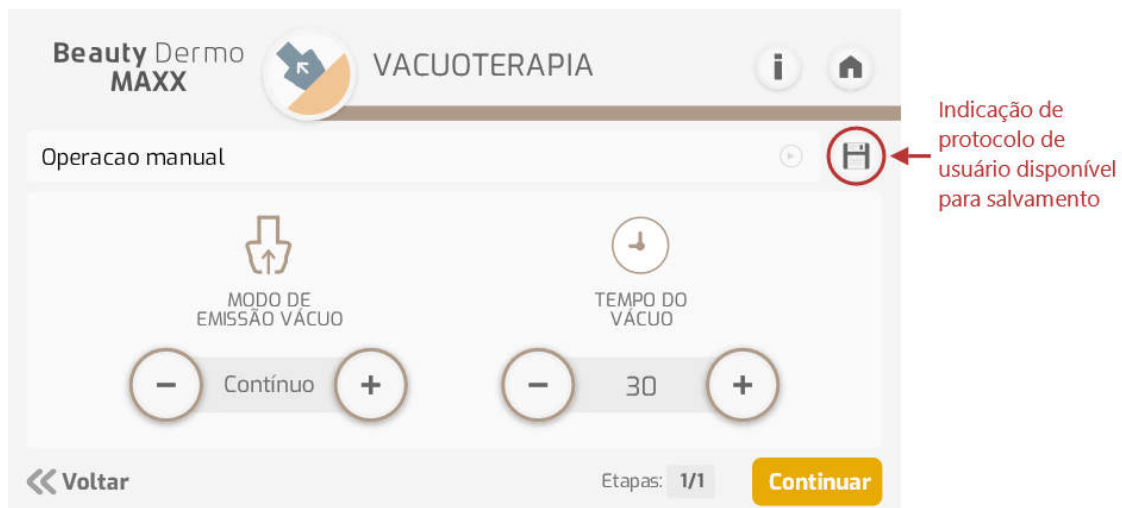 Beauty Dermo
MAXX
VACUOTERAPIA
i
Operacao manual
Indicação de
protocolo de
usuário disponível
para salvamento
MODO DE
EMISSÃO VÁCUO
TEMPO DO
VÁCUO
− Contínuo +
− 30 +
Voltar
Etapas: 1/1
Continuar